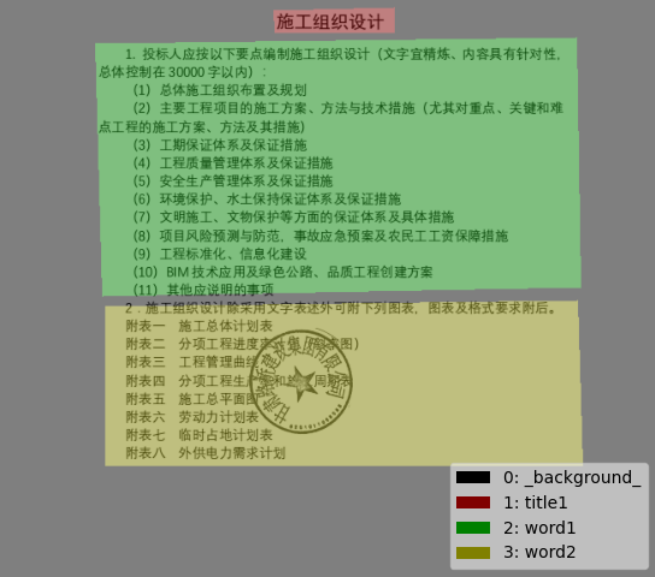 施工组织设计
1. 投标人应按以下要点编制施工组织设计（文字宜精炼、内容具有针对性，
总体控制在 30000 字以内）：
（1）总体施工组织布置及规划
（2）主要工程项目的施工方案、方法与技术措施（尤其对重点、关键和难
点工程的施工方案、方法及其措施）
（3）工期保证体系及保证措施
（4）工程质量管理体系及保证措施
（5）安全生产管理体系及保证措施
（6）环境保护、水土保持保证体系及保证措施
（7）文明施工、文物保护等方面的保证体系及具体措施
（8）项目风险预测与防范，事故应急预案及农民工工资保障措施
（9）工程标准化、信息化建设
（10）BIM 技术应用及绿色公路、品质工程创建方案
（11）其他应说明的事项
2．施工组织设计除采用文字表述外可附下列图表，图表及格式要求附后。
附表一 施工总体计划表
附表二 分项工程进度率计划（斜率图）
附表三 工程管理曲线
附表四 分项工程生产和施工周期表
附表五 施工总平面图
附表六 劳动力计划表
附表七 临时占地计划表
附表八 外供电力需求计划
0: _background_
1: title1
2: word1
3: word2